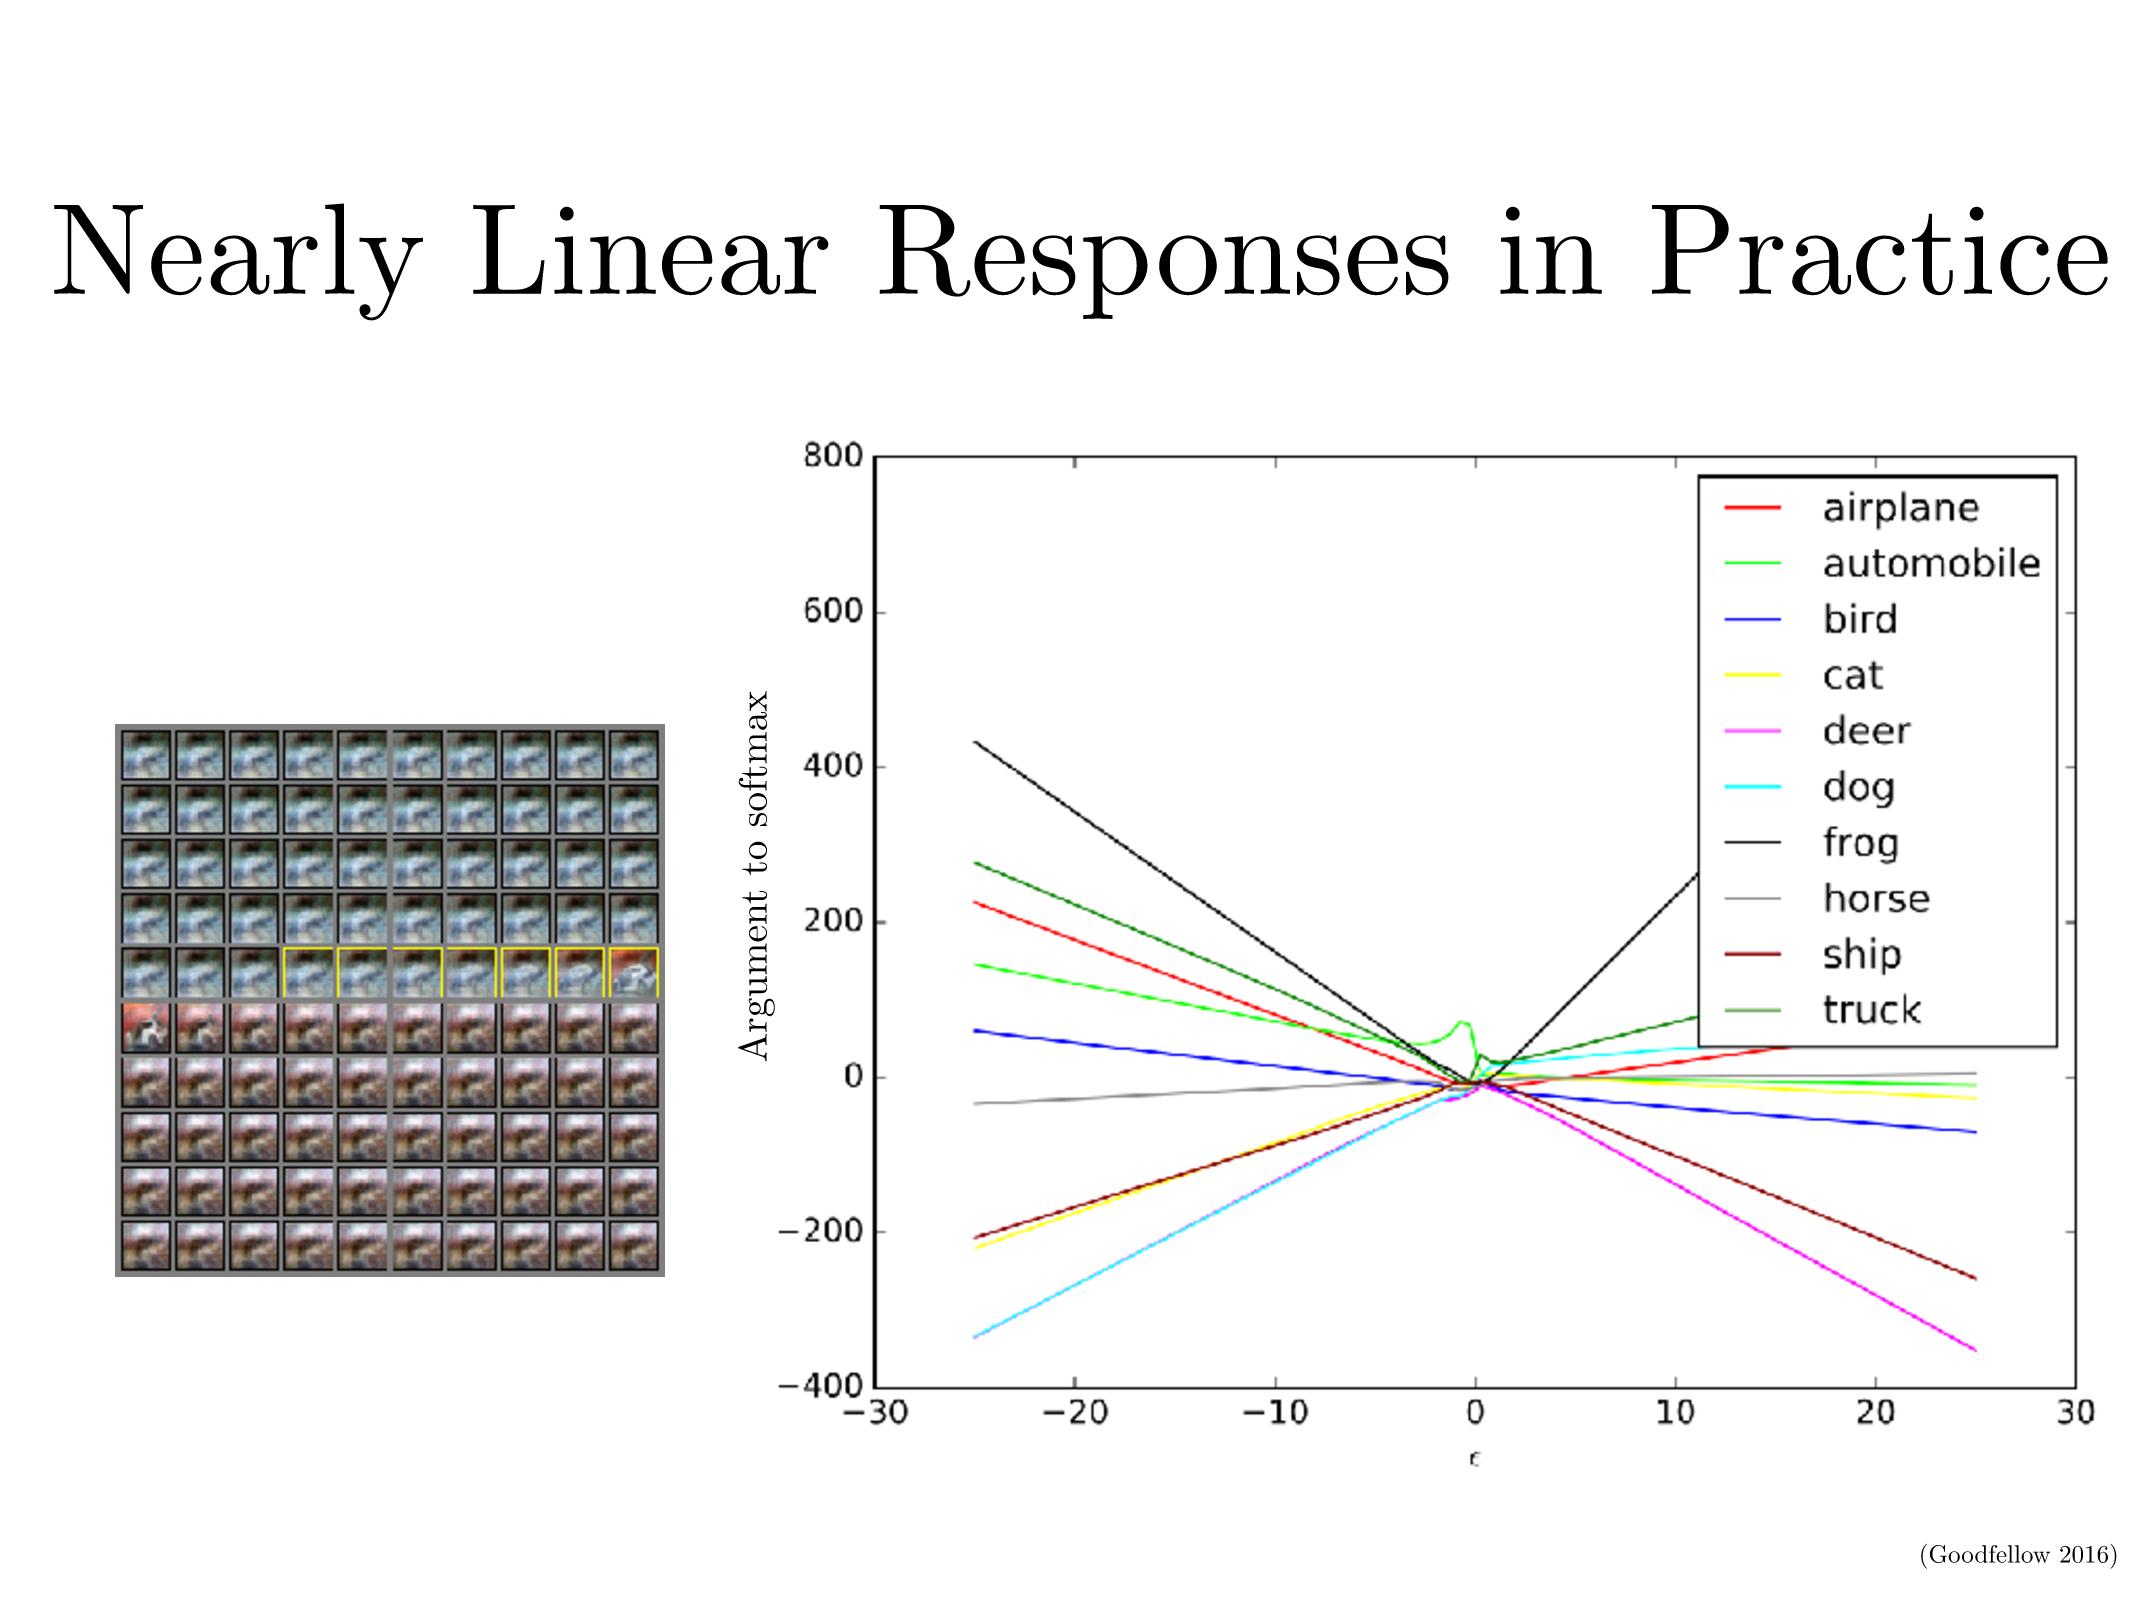 Nearly Linear Responses in Practice
Argument to softmax
800
600
400
200
0
−200
−400
−30
−20
−10
0
10
20
30
ϵ
airplane
automobile
bird
cat
deer
dog
frog
horse
ship
truck
(Goodfellow 2016)